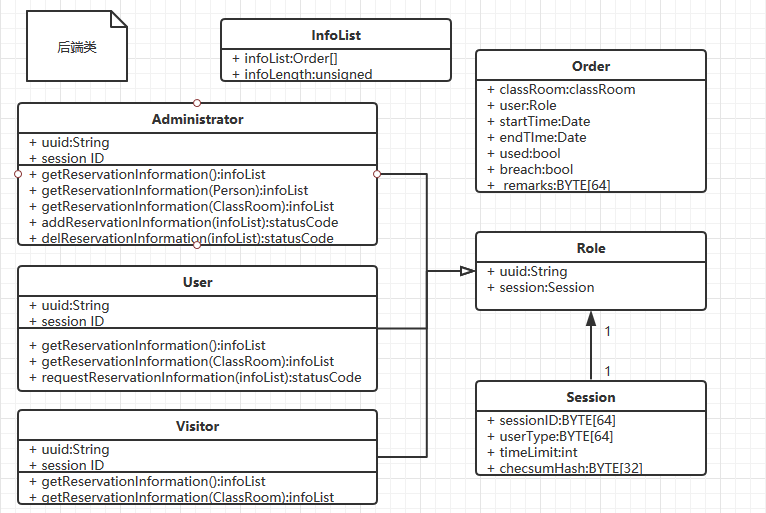 后端类
InfoList
+ infoList:Order[]
+ infoLength:unsigned
Order
+ classRoom:classRoom
+ user:Role
+ startTime:Date
+ endTIme:Date
+ used:bool
+ breach:bool
+ remarks:BYTE[64]
Administrator
+ uuid:String
+ session ID
+ getReservationInformation():infoList
+ getReservationInformation(Person):infoList
+ getReservationInformation(ClassRoom):infoList
+ addReservationInformation(infoList):statusCode
+ delReservationInformation(infoList):statusCode
Role
+ uuid:String
+ session:Session
User
+ uuid:String
+ session ID
+ getReservationInformation():infoList
+ getReservationInformation(ClassRoom):infoList
+ requestReservationInformation(infoList):statusCode
1
1
Session
+ sessionID:BYTE[64]
+ userType:BYTE[64]
+ timeLimit:int
+ checsumHash:BYTE[32]
Visitor
+ uuid:String
+ session ID
+ getReservationInformation():infoList
+ getReservationInformation(ClassRoom):infoList